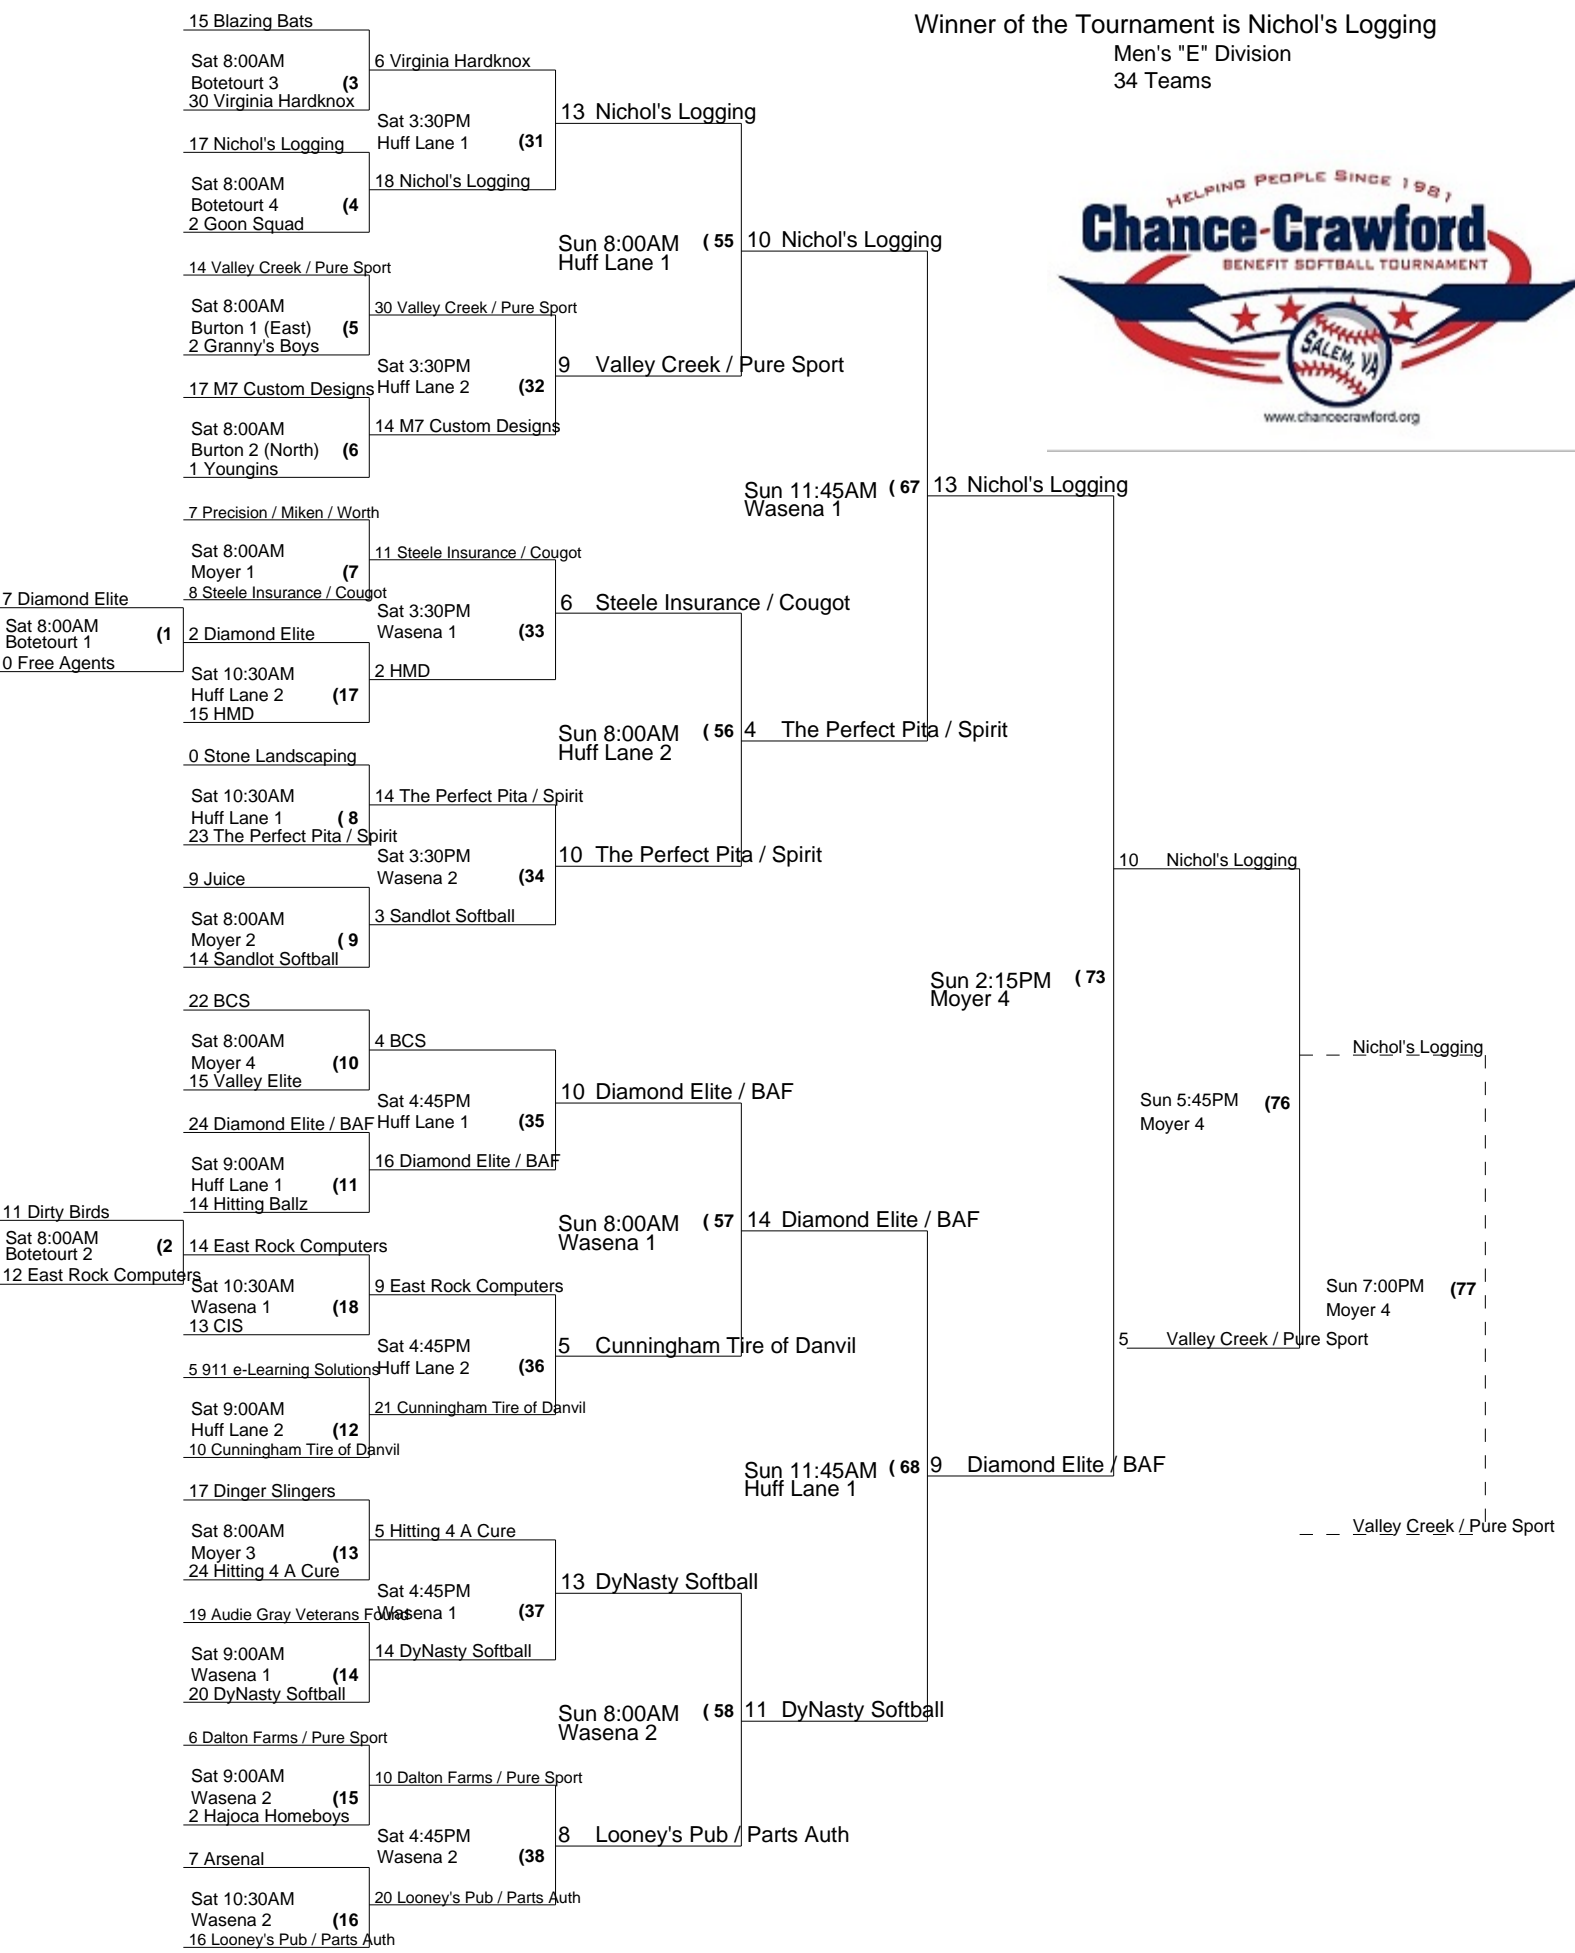 Winner of the Tournament is Nichol's Logging
Men's "E" Division
34 Teams
HELPING PEOPLE SINCE 1981
Chance-Crawford
BENEFIT SOFTBALL TOURNAMENT
SALEM, VA
www.chancecrawford.org
7 Diamond Elite
Sat 8:00AM
Botetourt 1 (1
0 Free Agents
11 Dirty Birds
Sat 8:00AM
Botetourt 2 (2
12 East Rock Computers
15 Blazing Bats
Sat 8:00AM
Botetourt 3 (3
30 Virginia Hardknox
17 Nichol's Logging
Sat 8:00AM
Botetourt 4 (4
2 Goon Squad
14 Valley Creek / Pure Sport
Sat 8:00AM
Burton 1 (East) (5
2 Granny's Boys
17 M7 Custom Designs
Sat 8:00AM
Burton 2 (North) (6
1 Youngins
7 Precision / Miken / Worth
Sat 8:00AM
Moyer 1 (7
8 Steele Insurance / Cougot
2 Diamond Elite
Sat 10:30AM
Huff Lane 2 (17
15 HMD
0 Stone Landscaping
Sat 10:30AM
Huff Lane 1 ( 8
23 The Perfect Pita / Spirit
9 Juice
Sat 8:00AM
Moyer 2 ( 9
14 Sandlot Softball
22 BCS
Sat 8:00AM
Moyer 4 (10
15 Valley Elite
24 Diamond Elite / BAF
Sat 9:00AM
Huff Lane 1 (11
14 Hitting Ballz
14 East Rock Computers
Sat 10:30AM
Wasena 1 (18
13 CIS
5 911 e-Learning Solutions
Sat 9:00AM
Huff Lane 2 (12
10 Cunningham Tire of Danvil
17 Dinger Slingers
Sat 8:00AM
Moyer 3 (13
24 Hitting 4 A Cure
19 Audie Gray Veterans Found
Sat 9:00AM
Wasena 1 (14
20 DyNasty Softball
6 Dalton Farms / Pure Sport
Sat 9:00AM
Wasena 2 (15
2 Hajoca Homeboys
7 Arsenal
Sat 10:30AM
Wasena 2 (16
16 Looney's Pub / Parts Auth
6 Virginia Hardknox
Sat 3:30PM
Huff Lane 1 (31
18 Nichol's Logging
30 Valley Creek / Pure Sport
Sat 3:30PM
Huff Lane 2 (32
14 M7 Custom Designs
11 Steele Insurance / Cougot
Sat 3:30PM
Wasena 1 (33
2 HMD
14 The Perfect Pita / Spirit
Sat 3:30PM
Wasena 2 (34
3 Sandlot Softball
4 BCS
Sat 4:45PM
Huff Lane 1 (35
16 Diamond Elite / BAF
9 East Rock Computers
Sat 4:45PM
Huff Lane 2 (36
21 Cunningham Tire of Danvil
5 Hitting 4 A Cure
Sat 4:45PM
Wasena 1 (37
14 DyNasty Softball
10 Dalton Farms / Pure Sport
Sat 4:45PM
Wasena 2 (38
20 Looney's Pub / Parts Auth
13 Nichol's Logging
Sun 8:00AM ( 55
Huff Lane 1
9 Valley Creek / Pure Sport
6 Steele Insurance / Cougot
Sun 8:00AM ( 56
Huff Lane 2
10 The Perfect Pita / Spirit
10 Diamond Elite / BAF
Sun 8:00AM ( 57
Wasena 1
5 Cunningham Tire of Danvil
13 DyNasty Softball
Sun 8:00AM ( 58
Wasena 2
8 Looney's Pub / Parts Auth
10 Nichol's Logging
Sun 11:45AM ( 67
Wasena 1
4 The Perfect Pita / Spirit
14 Diamond Elite / BAF
Sun 11:45AM ( 68
Huff Lane 1
11 DyNasty Softball
13 Nichol's Logging
Sun 2:15PM ( 73
Moyer 4
9 Diamond Elite / BAF
10 Nichol's Logging
Sun 5:45PM (76
Moyer 4
5 Valley Creek / Pure Sport
Nichol's Logging
Sun 7:00PM (77
Moyer 4
Valley Creek / Pure Sport